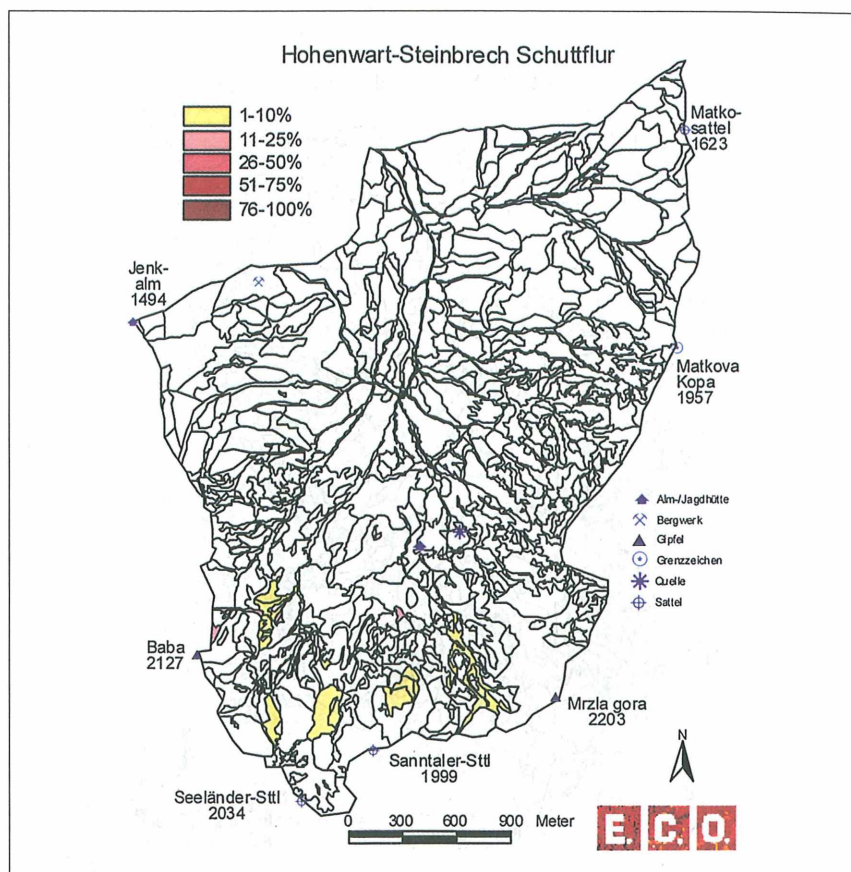 Hohenwart-Steinbrech Schuttflur
1-10%
11-25%
26-50%
51-75%
76-100%
Matko-
sattel
1623
Jenk-
alm
1494
Matkova
Kopa
1957
Alm-/Jagdhütte
Bergwerk
Gipfel
Grenzzeichen
Quelle
Sattel
Baba
2127
Mrzla gora
2203
Sanntaler-Sttl
1999
Seeländer-Sttl
2034
N
0 300 600 900 Meter
E.C.O.